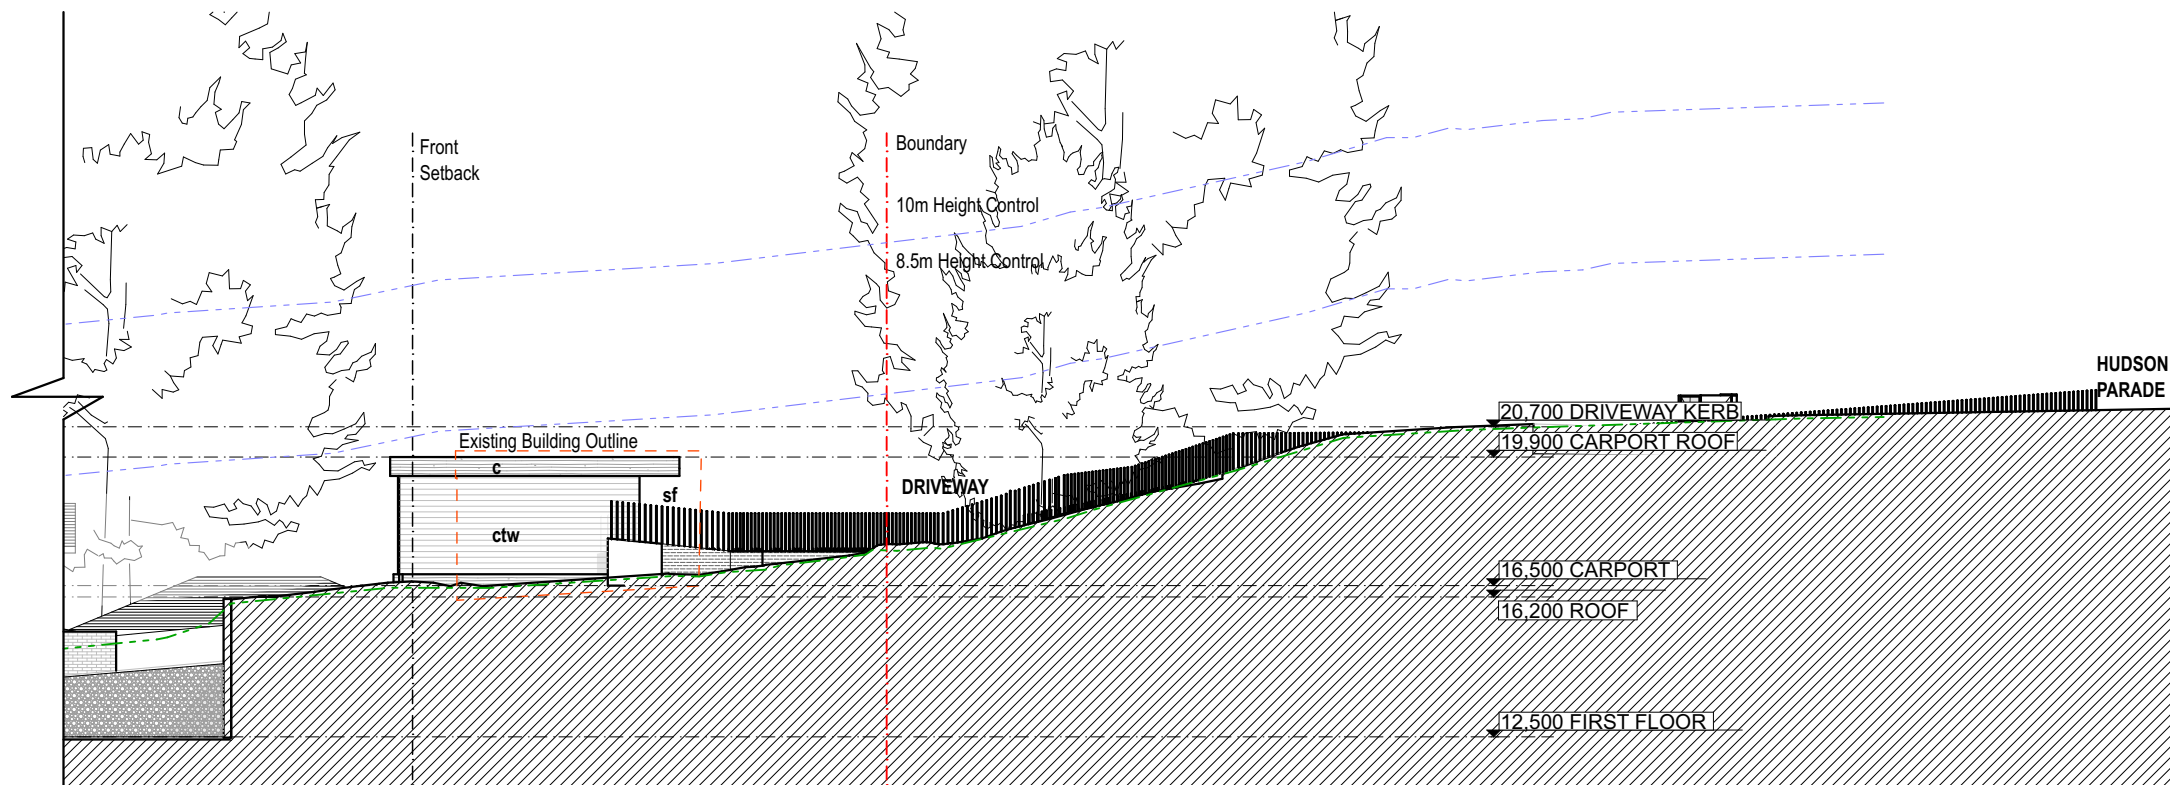 Front
Setback
Boundary
10m Height Control
8.5m Height Control
HUDSON
PARADE
20,700 DRIVEWAY KERB
19,900 CARPORT ROOF
Existing Building Outline
c
sf
DRIVEWAY
ctw
16,500 CARPORT
16,200 ROOF
12,500 FIRST FLOOR